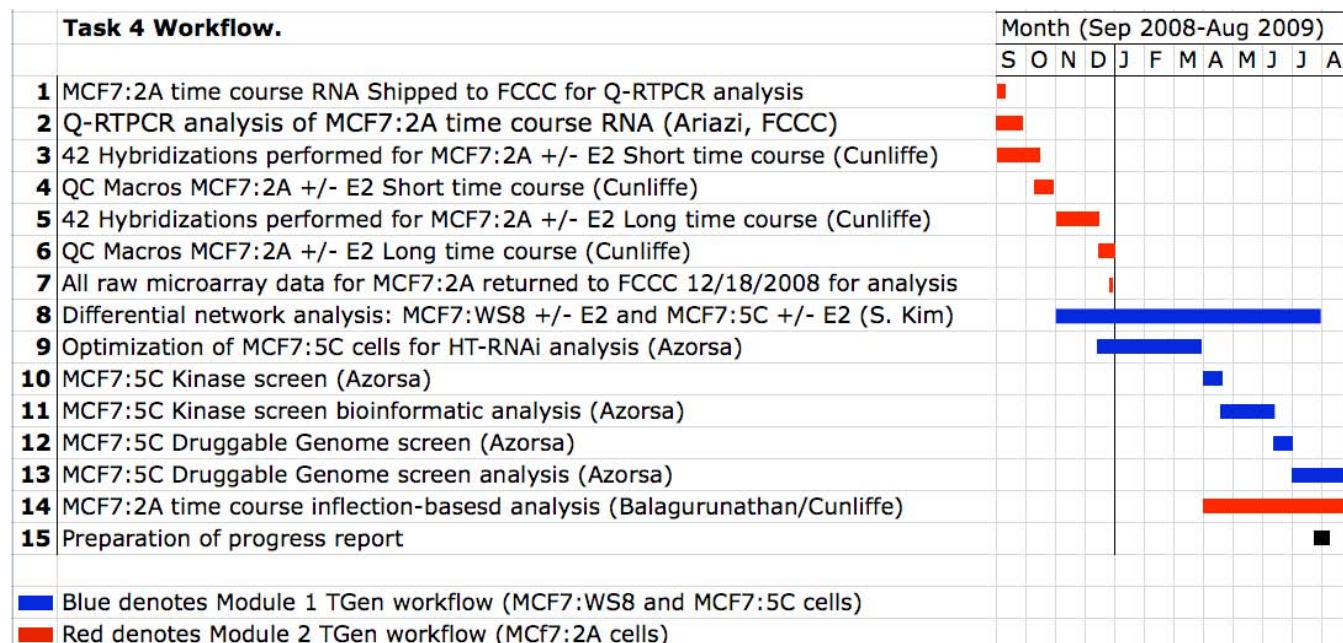 Task 4 Workflow. Month (Sep 2008-Aug 2009)
S O N D J F M A M J J A
1 MCF7:2A time course RNA Shipped to FCCC for Q-RTPCR analysis
2 Q-RTPCR analysis of MCF7:2A time course RNA (Ariazi, FCCC)
3 42 Hybridizations performed for MCF7:2A +/- E2 Short time course (Cunliffe)
4 QC Macros MCF7:2A +/- E2 Short time course (Cunliffe)
5 42 Hybridizations performed for MCF7:2A +/- E2 Long time course (Cunliffe)
6 QC Macros MCF7:2A +/- E2 Long time course (Cunliffe)
7 All raw microarray data for MCF7:2A returned to FCCC 12/18/2008 for analysis
8 Differential network analysis: MCF7:WS8 +/- E2 and MCF7:5C +/- E2 (S. Kim)
9 Optimization of MCF7:5C cells for HT-RNAi analysis (Azorsa)
10 MCF7:5C Kinase screen (Azorsa)
11 MCF7:5C Kinase screen bioinformatic analysis (Azorsa)
12 MCF7:5C Druggable Genome screen (Azorsa)
13 MCF7:5C Druggable Genome screen analysis (Azorsa)
14 MCF7:2A time course inflection-basesd analysis (Balagurunathan/Cunliffe)
15 Preparation of progress report
Blue denotes Module 1 TGen workflow (MCF7:WS8 and MCF7:5C cells)
Red denotes Module 2 TGen workflow (MCf7:2A cells)